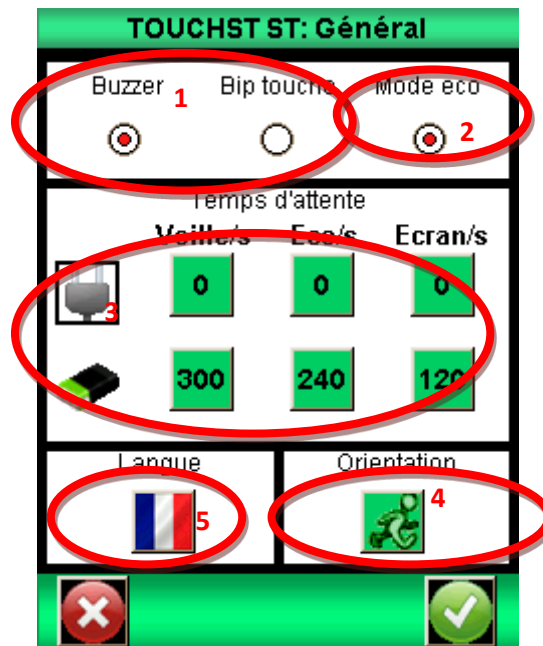 TOUCHST ST: Général
Buzzer 1 Bip touche Mode eco
2
Temps d'attente
Veille/s Eco/s Ecran/s
3 0 0 0
300 240 120
Langue Orientation
5 4